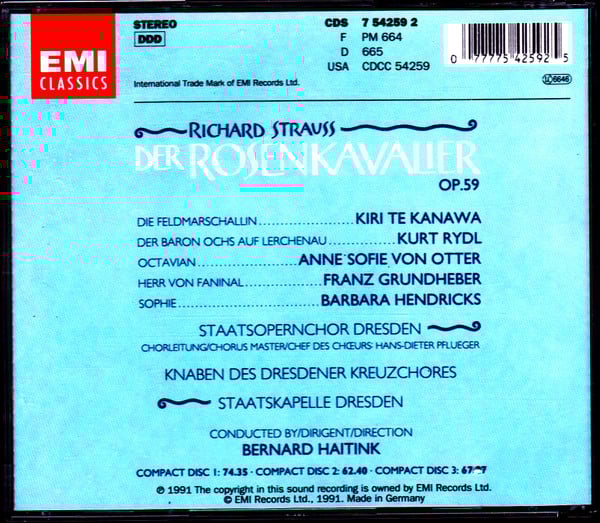 EMI
CLASSICS
STEREO
DDD
International Trade Mark of EMI Records Ltd.
CDS 7 54259 2
F PM 664
D 665
USA CDCC 54259
0 77775 42592 5
LC 6646
RICHARD STRAUSS
DER ROSENKAVALIER
OP.59
DIE FELDMARSCHALLIN KIRI TE KANAWA
DER BARON OCHS AUF LERCHENAU KURT RYDL
OCTAVIAN ANNE SOFIE VON OTTER
HERR VON FANINAL FRANZ GRUNDHEBER
SOPHIE BARBARA HENDRICKS
STAATSOPERNCHOR DRESDEN
CHORLEITUNG/CHORUS MASTER/CHEF DES CHŒURS: HANS-DIETER PFLUEGER
KNABEN DES DRESDENER KREUZCHORES
STAATSKAPELLE DRESDEN
CONDUCTED BY/DIRIGENT/DIRECTION
BERNARD HAITINK
COMPACT DISC 1: 74.35 · COMPACT DISC 2: 62.40 · COMPACT DISC 3:
℗ 1991 The copyright in this sound recording is owned by EMI Records Ltd.
© EMI Records Ltd., 1991. Made in Germany